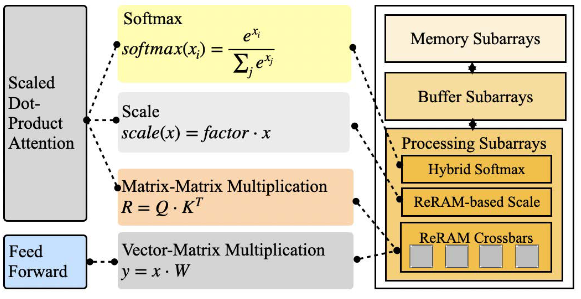 Scaled
Dot-
Product
Attention
Feed
Forward
Softmax
softmax(xᵢ) = e^{xᵢ} / ∑ⱼ e^{xⱼ}
Scale
scale(x) = factor · x
Matrix-Matrix Multiplication
R = Q · Kᵀ
Vector-Matrix Multiplication
y = x · W
Memory Subarrays
Buffer Subarrays
Processing Subarrays
Hybrid Softmax
ReRAM-based Scale
ReRAM Crossbars